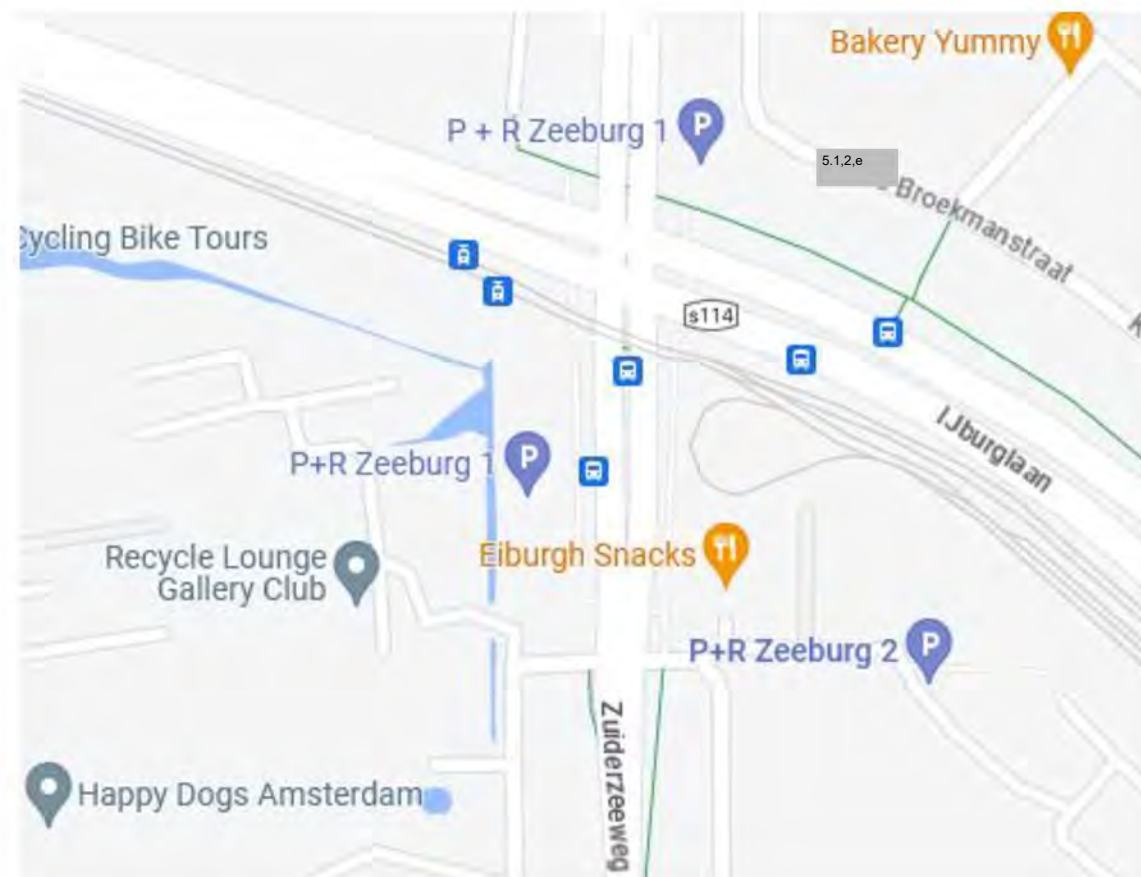 Bakery Yummy
P + R Zeeburg 1
5.1,2,e
Broekmanstraat
Cycling Bike Tours
s114
IJburglaan
P+R Zeeburg 1
Eiburgh Snacks
Recycle Lounge
Gallery Club
P+R Zeeburg 2
Zuiderzeeweg
Happy Dogs Amsterdam